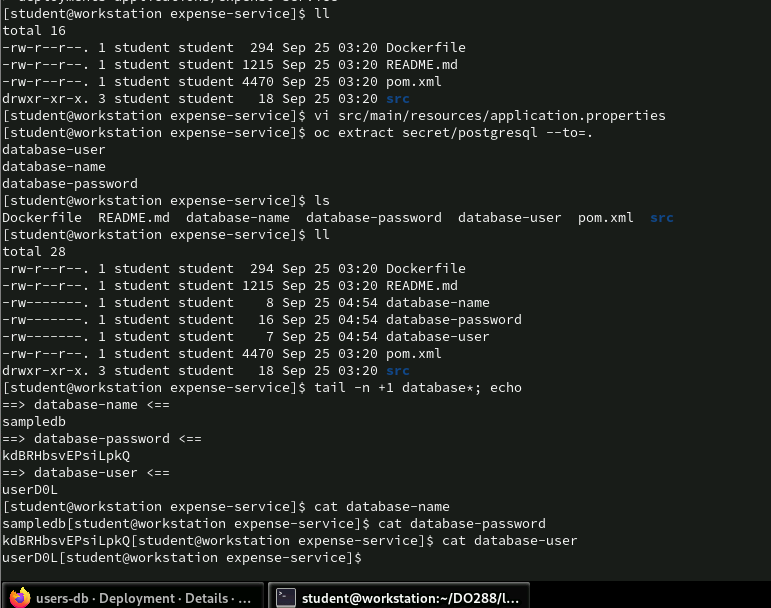 [student@workstation expense-service]$ ll
total 16
-rw-r--r--. 1 student student  294 Sep 25 03:20 Dockerfile
-rw-r--r--. 1 student student 1215 Sep 25 03:20 README.md
-rw-r--r--. 1 student student 4470 Sep 25 03:20 pom.xml
drwxr-xr-x. 3 student student   18 Sep 25 03:20 src
[student@workstation expense-service]$ vi src/main/resources/application.properties
[student@workstation expense-service]$ oc extract secret/postgresql --to=.
database-user
database-name
database-password
[student@workstation expense-service]$ ls
Dockerfile  README.md  database-name  database-password  database-user  pom.xml  src
[student@workstation expense-service]$ ll
total 28
-rw-r--r--. 1 student student  294 Sep 25 03:20 Dockerfile
-rw-r--r--. 1 student student 1215 Sep 25 03:20 README.md
-rw-------. 1 student student    8 Sep 25 04:54 database-name
-rw-------. 1 student student   16 Sep 25 04:54 database-password
-rw-------. 1 student student    7 Sep 25 04:54 database-user
-rw-r--r--. 1 student student 4470 Sep 25 03:20 pom.xml
drwxr-xr-x. 3 student student   18 Sep 25 03:20 src
[student@workstation expense-service]$ tail -n +1 database*; echo
==> database-name <==
sampledb
==> database-password <==
kdBRHbsvEPsiLpkQ
==> database-user <==
userD0L
[student@workstation expense-service]$ cat database-name
sampledb[student@workstation expense-service]$ cat database-password
kdBRHbsvEPsiLpkQ[student@workstation expense-service]$ cat database-user
userD0L[student@workstation expense-service]$
users-db · Deployment · Details · ...
student@workstation:~/DO288/l...